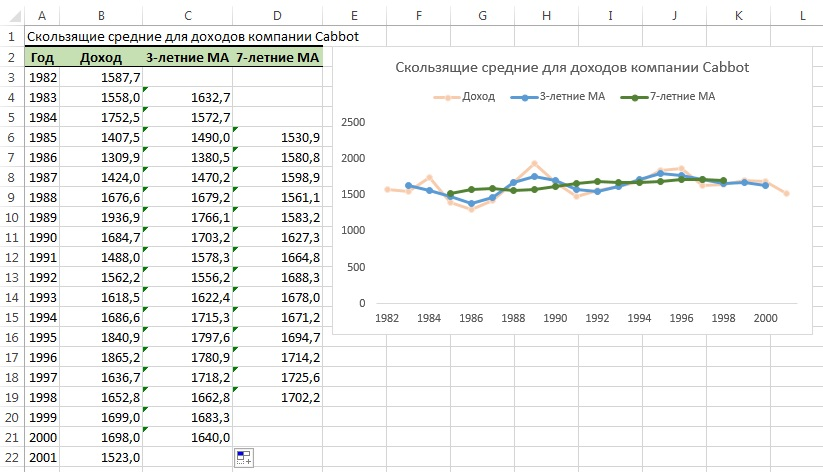 A B C D E F G H I J K L
1 Скользящие средние для доходов компании Cabbot
2 Год Доход 3-летние MA 7-летние MA
3 1982 1587,7
4 1983 1558,0 1632,7
5 1984 1752,5 1572,7
6 1985 1407,5 1490,0 1530,9
7 1986 1309,9 1380,5 1580,8
8 1987 1424,0 1470,2 1598,9
9 1988 1676,6 1679,2 1561,1
10 1989 1936,9 1766,1 1583,2
11 1990 1684,7 1703,2 1627,3
12 1991 1488,0 1578,3 1664,8
13 1992 1562,2 1556,2 1688,3
14 1993 1618,5 1622,4 1678,0
15 1994 1686,6 1715,3 1671,2
16 1995 1840,9 1797,6 1694,7
17 1996 1865,2 1780,9 1714,2
18 1997 1636,7 1718,2 1725,6
19 1998 1652,8 1662,8 1702,2
20 1999 1699,0 1683,3
21 2000 1698,0 1640,0
22 2001 1523,0
Скользящие средние для доходов компании Cabbot
Доход 3-летние MA 7-летние MA
2500
2000
1500
1000
500
0
1982 1984 1986 1988 1990 1992 1994 1996 1998 2000